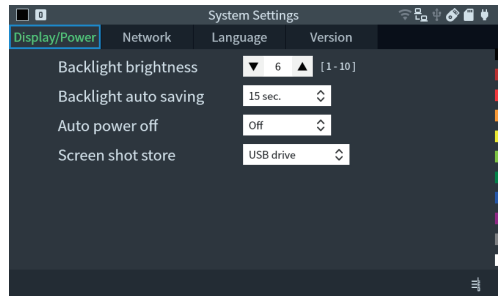 0 System Settings
Display/Power Network Language Version
Backlight brightness 6 [1-10]
Backlight auto saving 15 sec.
Auto power off Off
Screen shot store USB drive